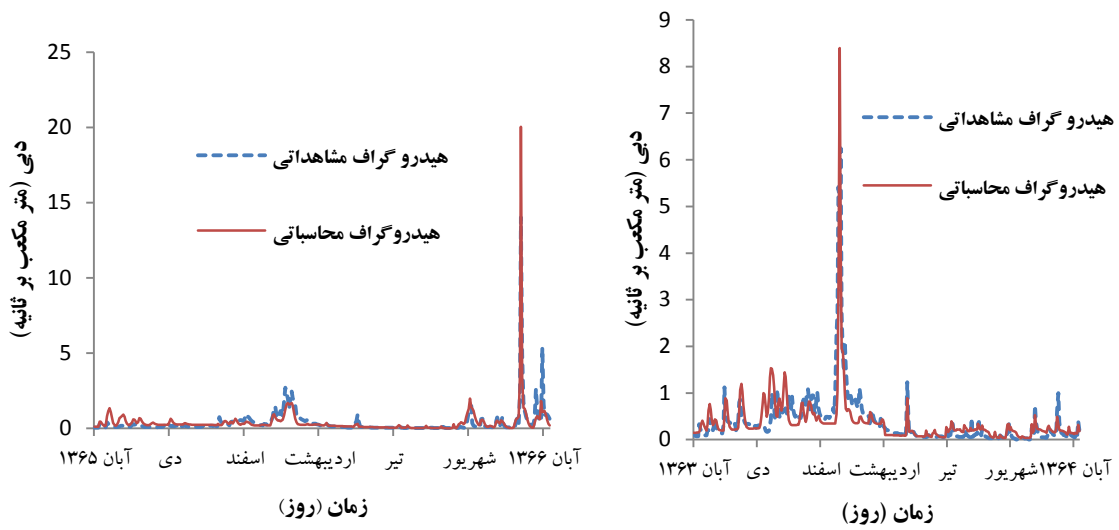 25
20
15
10
5
0
دبی (متر مکعب بر ثانیه)
هیدرو گراف مشاهداتی
هیدروگراف محاسباتی
آبان ۱۳۶۵
دی
اسفند
اردیبهشت
تیر
شهریور
آبان ۱۳۶۶
زمان (روز)
9
8
7
6
5
4
3
2
1
0
دبی (متر مکعب بر ثانیه)
هیدرو گراف مشاهداتی
هیدروگراف محاسباتی
آبان ۱۳۶۳
دی
اسفند
اردیبهشت
تیر
شهریور
آبان ۱۳۶۴
زمان (روز)